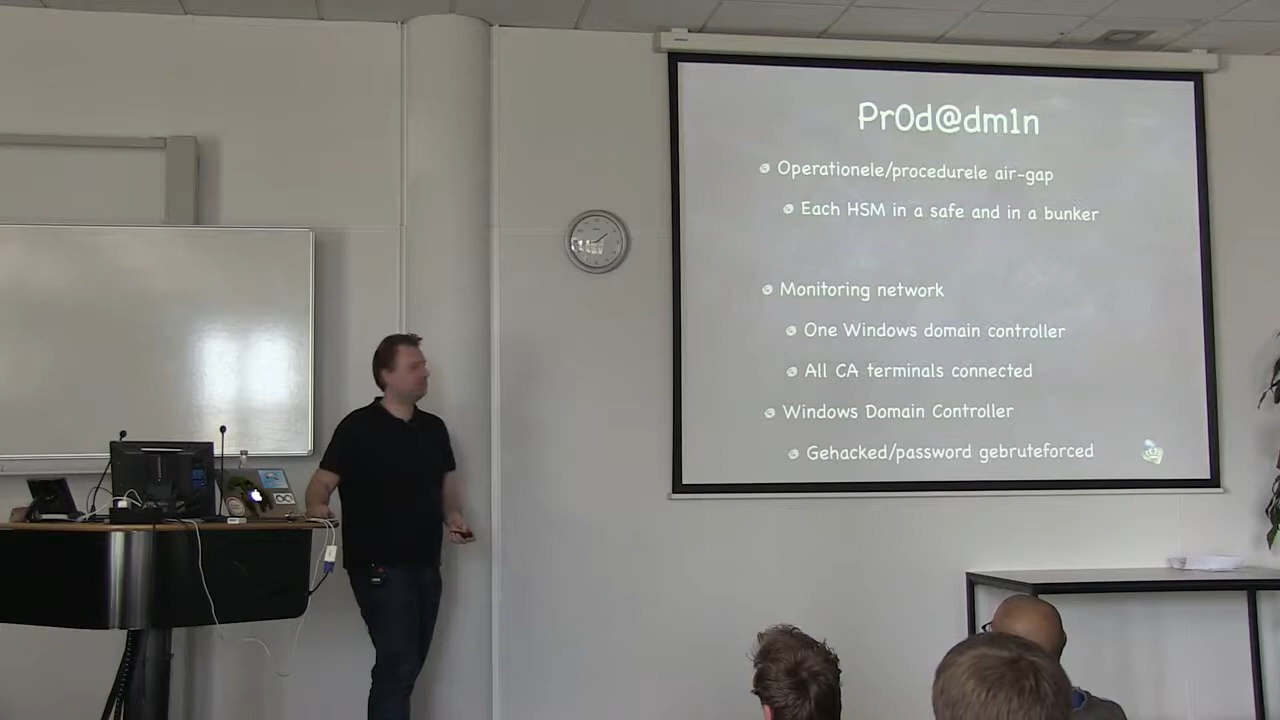 Pr0d@dm1n
Operationele/procedurele air-gap
Each HSM in a safe and in a bunker
Monitoring network
One Windows domain controller
All CA terminals connected
Windows Domain Controller
Gehacked/password gebruteforced